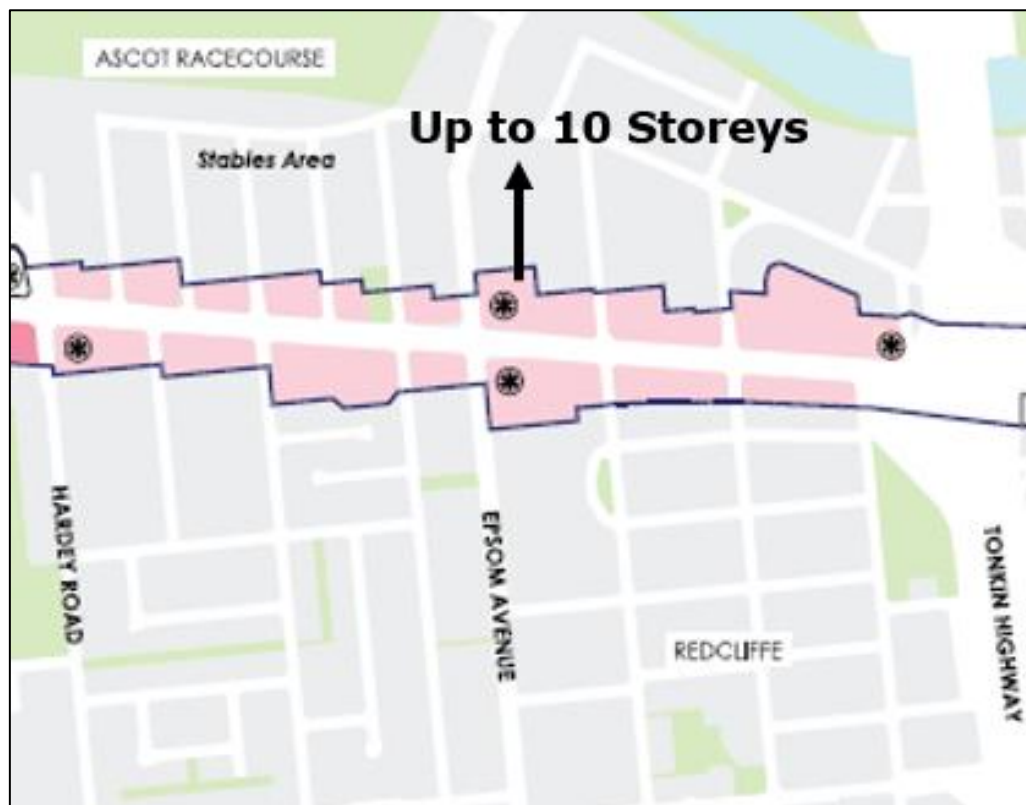 ASCOT RACECOURSE
Up to 10 Storeys
Stables Area
HARDEY ROAD
EPSOM AVENUE
TONKIN HIGHWAY
REDCLIFFE